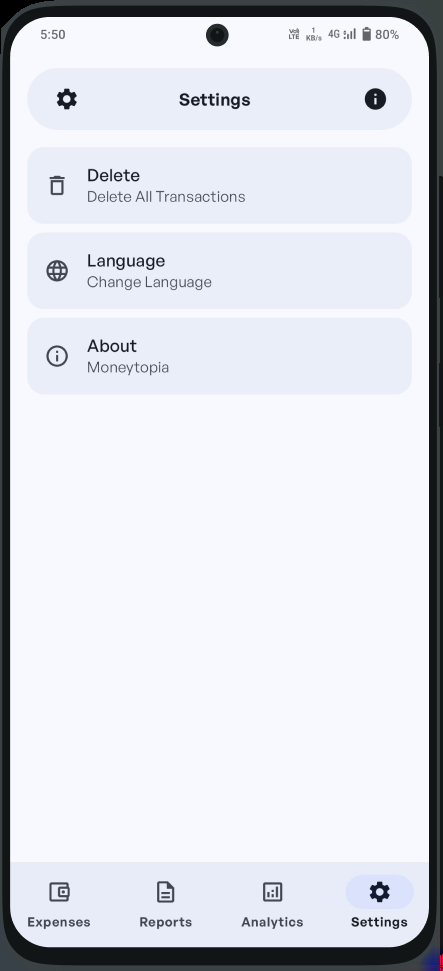 5:50
Vo))
LTE
1
KB/s
4G
80%
Settings
Delete
Delete All Transactions
Language
Change Language
About
Moneytopia
Expenses
Reports
Analytics
Settings